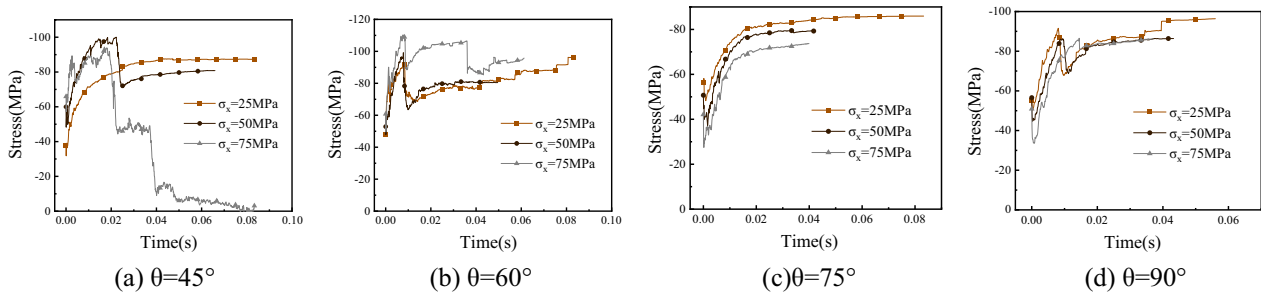 Stress(MPa)
-100
-80
-60
-40
-20
0
0.00
0.02
0.04
0.06
0.08
0.10
Time(s)
σx=25MPa
σx=50MPa
σx=75MPa
(a) θ=45°
Stress(MPa)
-120
-100
-80
-60
-40
-20
0
0.00
0.02
0.04
0.06
0.08
0.10
Time(s)
σx=25MPa
σx=50MPa
σx=75MPa
(b) θ=60°
Stress(MPa)
-80
-60
-40
-20
0
0.00
0.02
0.04
0.06
0.08
Time(s)
σx=25MPa
σx=50MPa
σx=75MPa
(c)θ=75°
Stress(MPa)
-100
-80
-60
-40
-20
0
0.00
0.02
0.04
0.06
Time(s)
σx=25MPa
σx=50MPa
σx=75MPa
(d) θ=90°